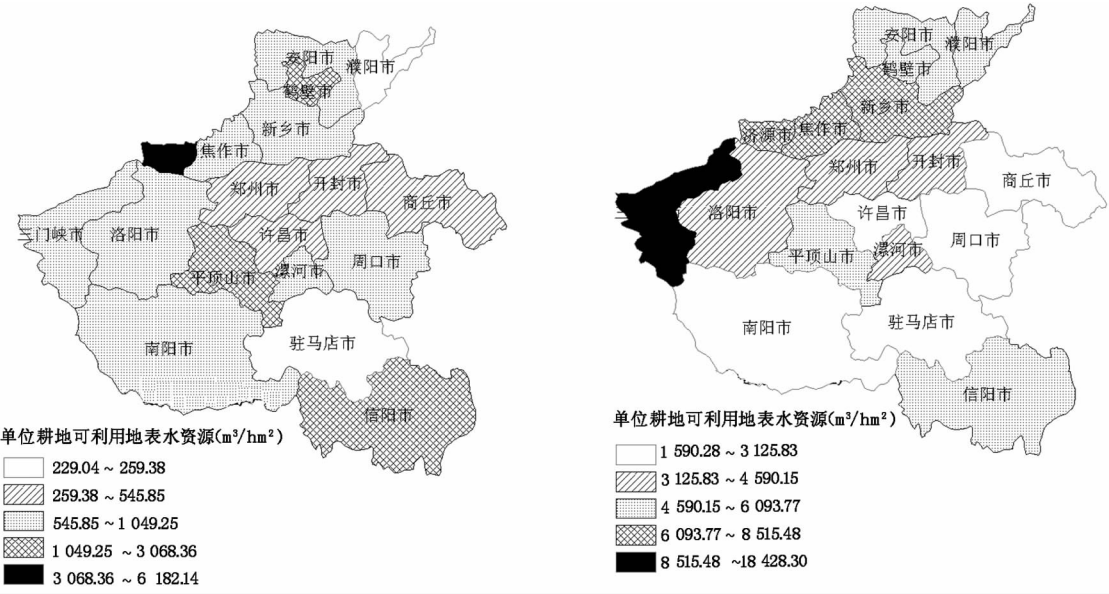 安阳市
濮阳市
鹤壁市
新乡市
焦作市
郑州市
开封市
商丘市
三门峡市
洛阳市
许昌市
周口市
平顶山市
漯河市
南阳市
驻马店市
信阳市
单位耕地可利用地表水资源(m³/hm²)
229.04 ~ 259.38
259.38 ~ 545.85
545.85 ~ 1 049.25
1 049.25 ~ 3 068.36
3 068.36 ~ 6 182.14
安阳市
濮阳市
鹤壁市
新乡市
济源市
焦作市
郑州市
开封市
商丘市
洛阳市
许昌市
周口市
平顶山市
漯河市
南阳市
驻马店市
信阳市
单位耕地可利用地表水资源(m³/hm²)
1 590.28 ~ 3 125.83
3 125.83 ~ 4 590.15
4 590.15 ~ 6 093.77
6 093.77 ~ 8 515.48
8 515.48 ~18 428.30